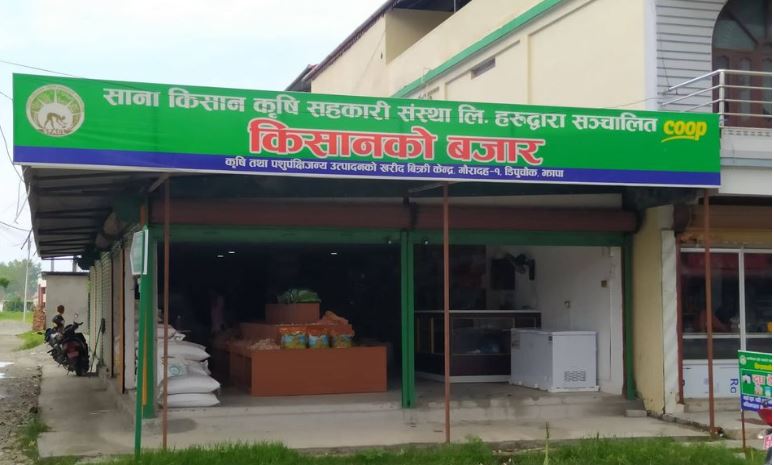 साना किसान कृषि सहकारी संस्था लि. हरुद्वारा सञ्चालित
coop
किसानको बजार
कृषि तथा पशुपंक्षिजन्य उत्पादनको खरीद बिक्री केन्द्र, गौरादह-१, डिपुचोक, झापा